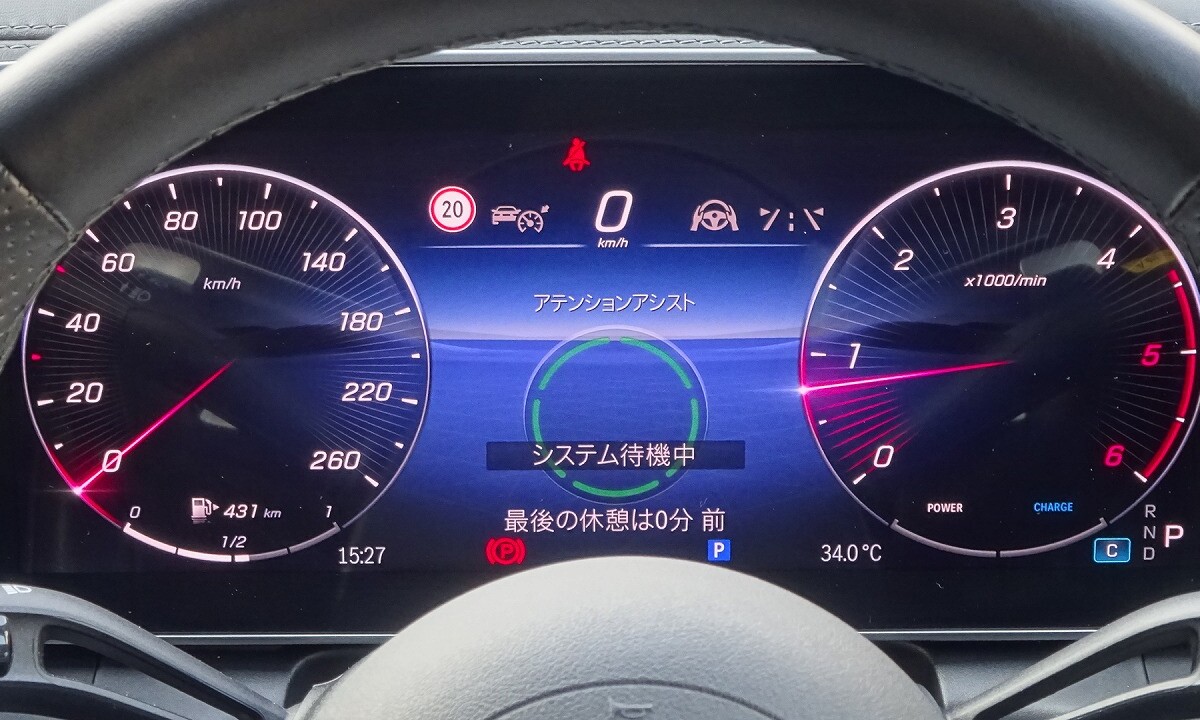 20
0
km/h
80 100
60 140
km/h
40 180
20 220
0 260
0 431 km 1
1/2
15:27
アテンションアシスト
システム待機中
最後の休憩は0分 前
P
P
34.0°C
3
2 4
x1000/min
1 5
0 6
POWER CHARGE
C
R
N P
D